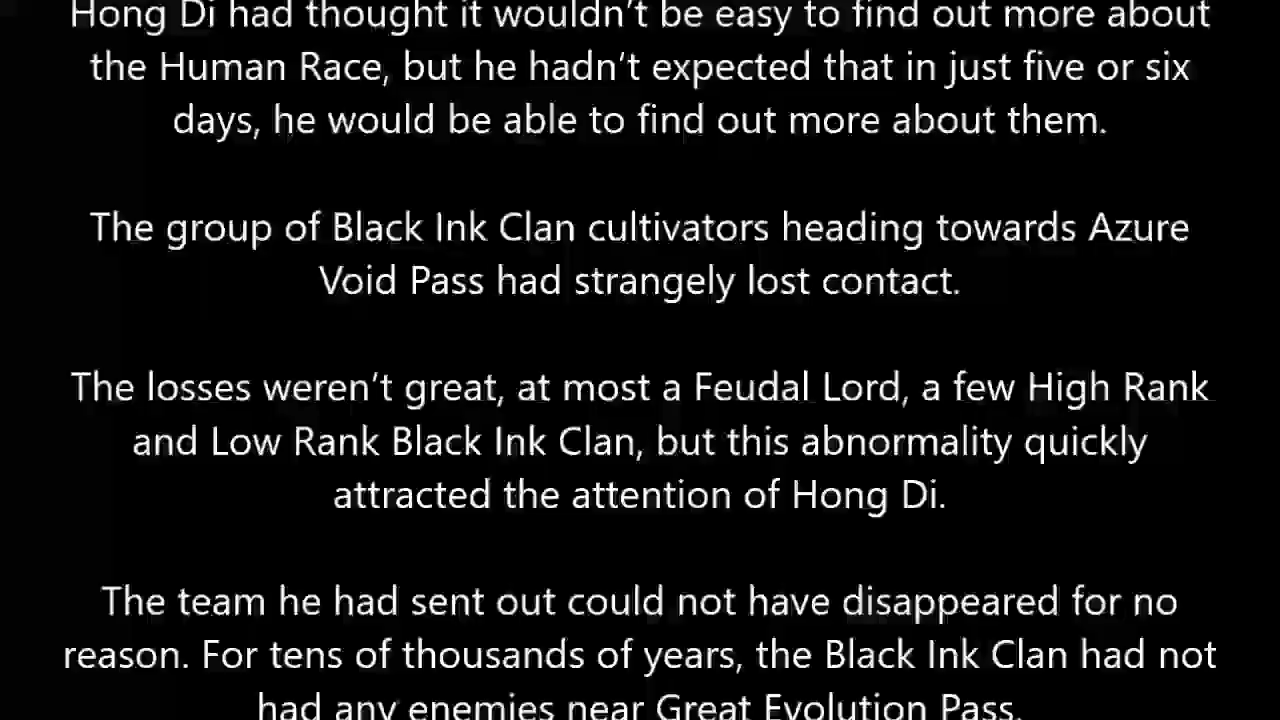 Hong Di had thought it wouldn't be easy to find out more about
the Human Race, but he hadn't expected that in just five or six
days, he would be able to find out more about them.
The group of Black Ink Clan cultivators heading towards Azure
Void Pass had strangely lost contact.
The losses weren't great, at most a Feudal Lord, a few High Rank
and Low Rank Black Ink Clan, but this abnormality quickly
attracted the attention of Hong Di.
The team he had sent out could not have disappeared for no
reason. For tens of thousands of years, the Black Ink Clan had not
had any enemies near Great Evolution Pass.